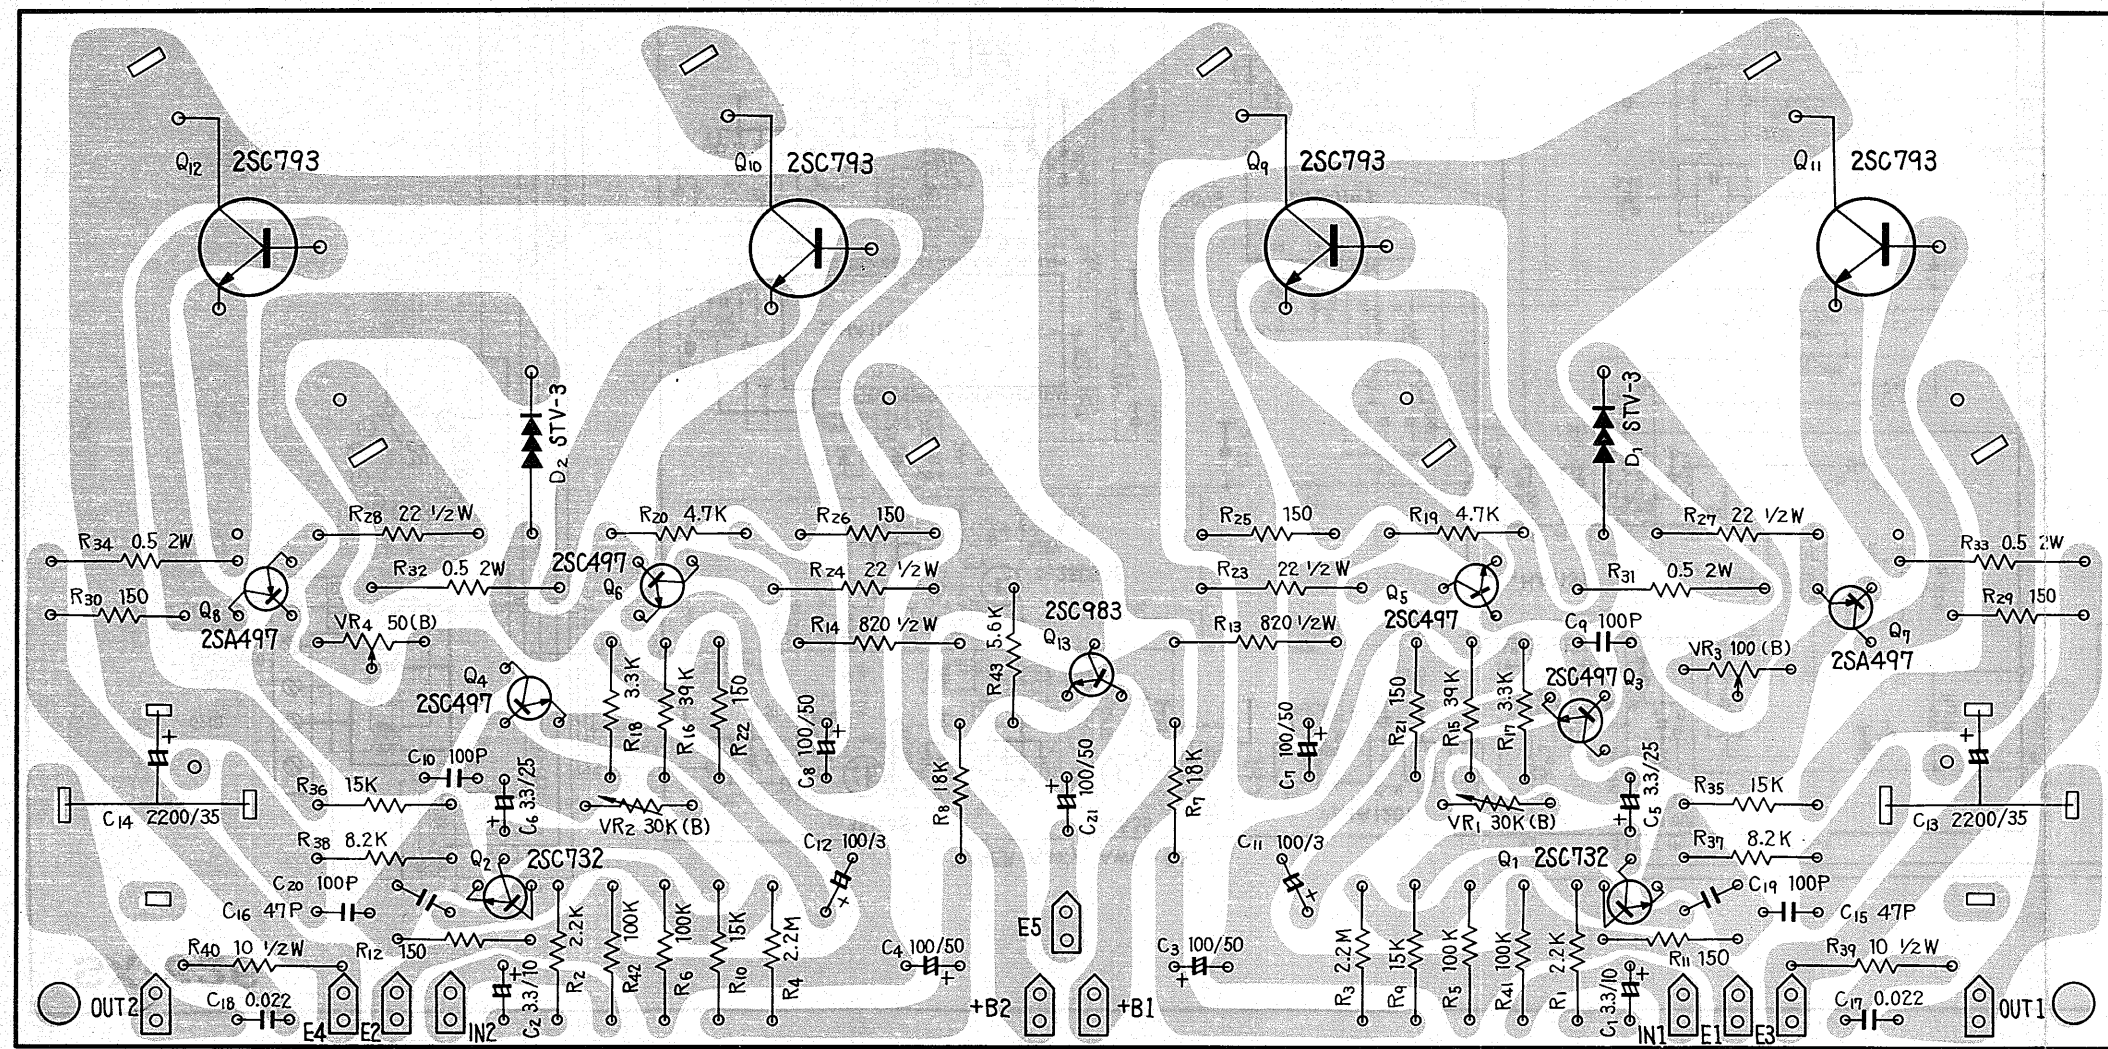 Q12 2SC793
Q10 2SC793
Q9 2SC793
Q11 2SC793
D2 STV-3
D1 STV-3
R28 22 1/2W
R20 4.7K
R26 150
R25 150
R19 4.7K
R27 22 1/2W
R34 0.5 2W
R33 0.5 2W
R32 0.5 2W
2SC497
Q6
R24 22 1/2W
R23 22 1/2W
Q5
2SC497
R31 0.5 2W
R30 150
Q8
2SA497
VR4 50(B)
R14 820 1/2W
R43 5.6K
2SC983
Q13
R13 820 1/2W
C9 100P
R29 150
Q7
2SA497
VR3 100(B)
Q4
2SC497
R18 3.3K
R16 39K
R22 150
C8 100/50
C7 100/50
R21 150
R15 39K
R17 3.3K
2SC497 Q3
C10 100P
R36 15K
C14 2200/35
C6 3.3/25
VR2 30K(B)
R8 18K
C21 100/50
R7 18K
VR1 30K(B)
C5 3.3/25
R35 15K
C13 2200/35
R38 8.2K
Q2 2SC732
C12 100/3
C11 100/3
Q1 2SC732
R37 8.2K
C20 100P
C16 47P
C19 100P
C15 47P
R40 10 1/2W
R12 150
R2 2.2K
R42 100K
R6 100K
R10 15K
R4 2.2M
C4 100/50
E5
C3 100/50
R3 2.2M
R9 15K
R5 100K
R41 100K
R1 2.2K
R11 150
R39 10 1/2W
OUT2
C18 0.022
E4
E2
IN2
C2 3.3/10
+B2
+B1
C1 3.3/10
IN1
E1
E3
C17 0.022
OUT1